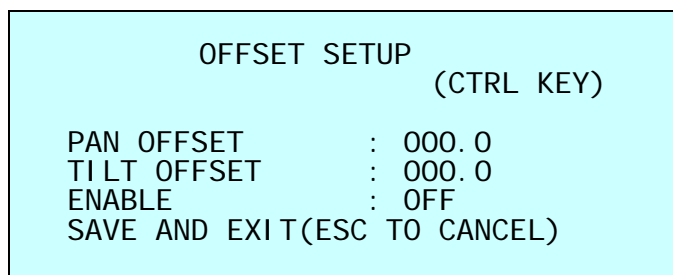 OFFSET SETUP
(CTRL KEY)
PAN OFFSET : 000.0
TILT OFFSET : 000.0
ENABLE : OFF
SAVE AND EXIT(ESC TO CANCEL)